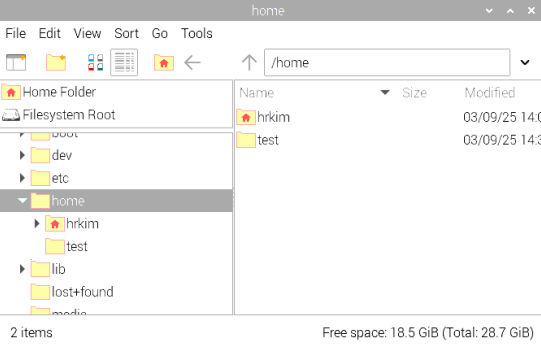 home
File Edit View Sort Go Tools
/home
Home Folder
Filesystem Root
Name Size Modified
hrkim 03/09/25 14:0
test 03/09/25 14:3
boot
dev
etc
home
hrkim
test
lib
lost+found
media
2 items
Free space: 18.5 GiB (Total: 28.7 GiB)